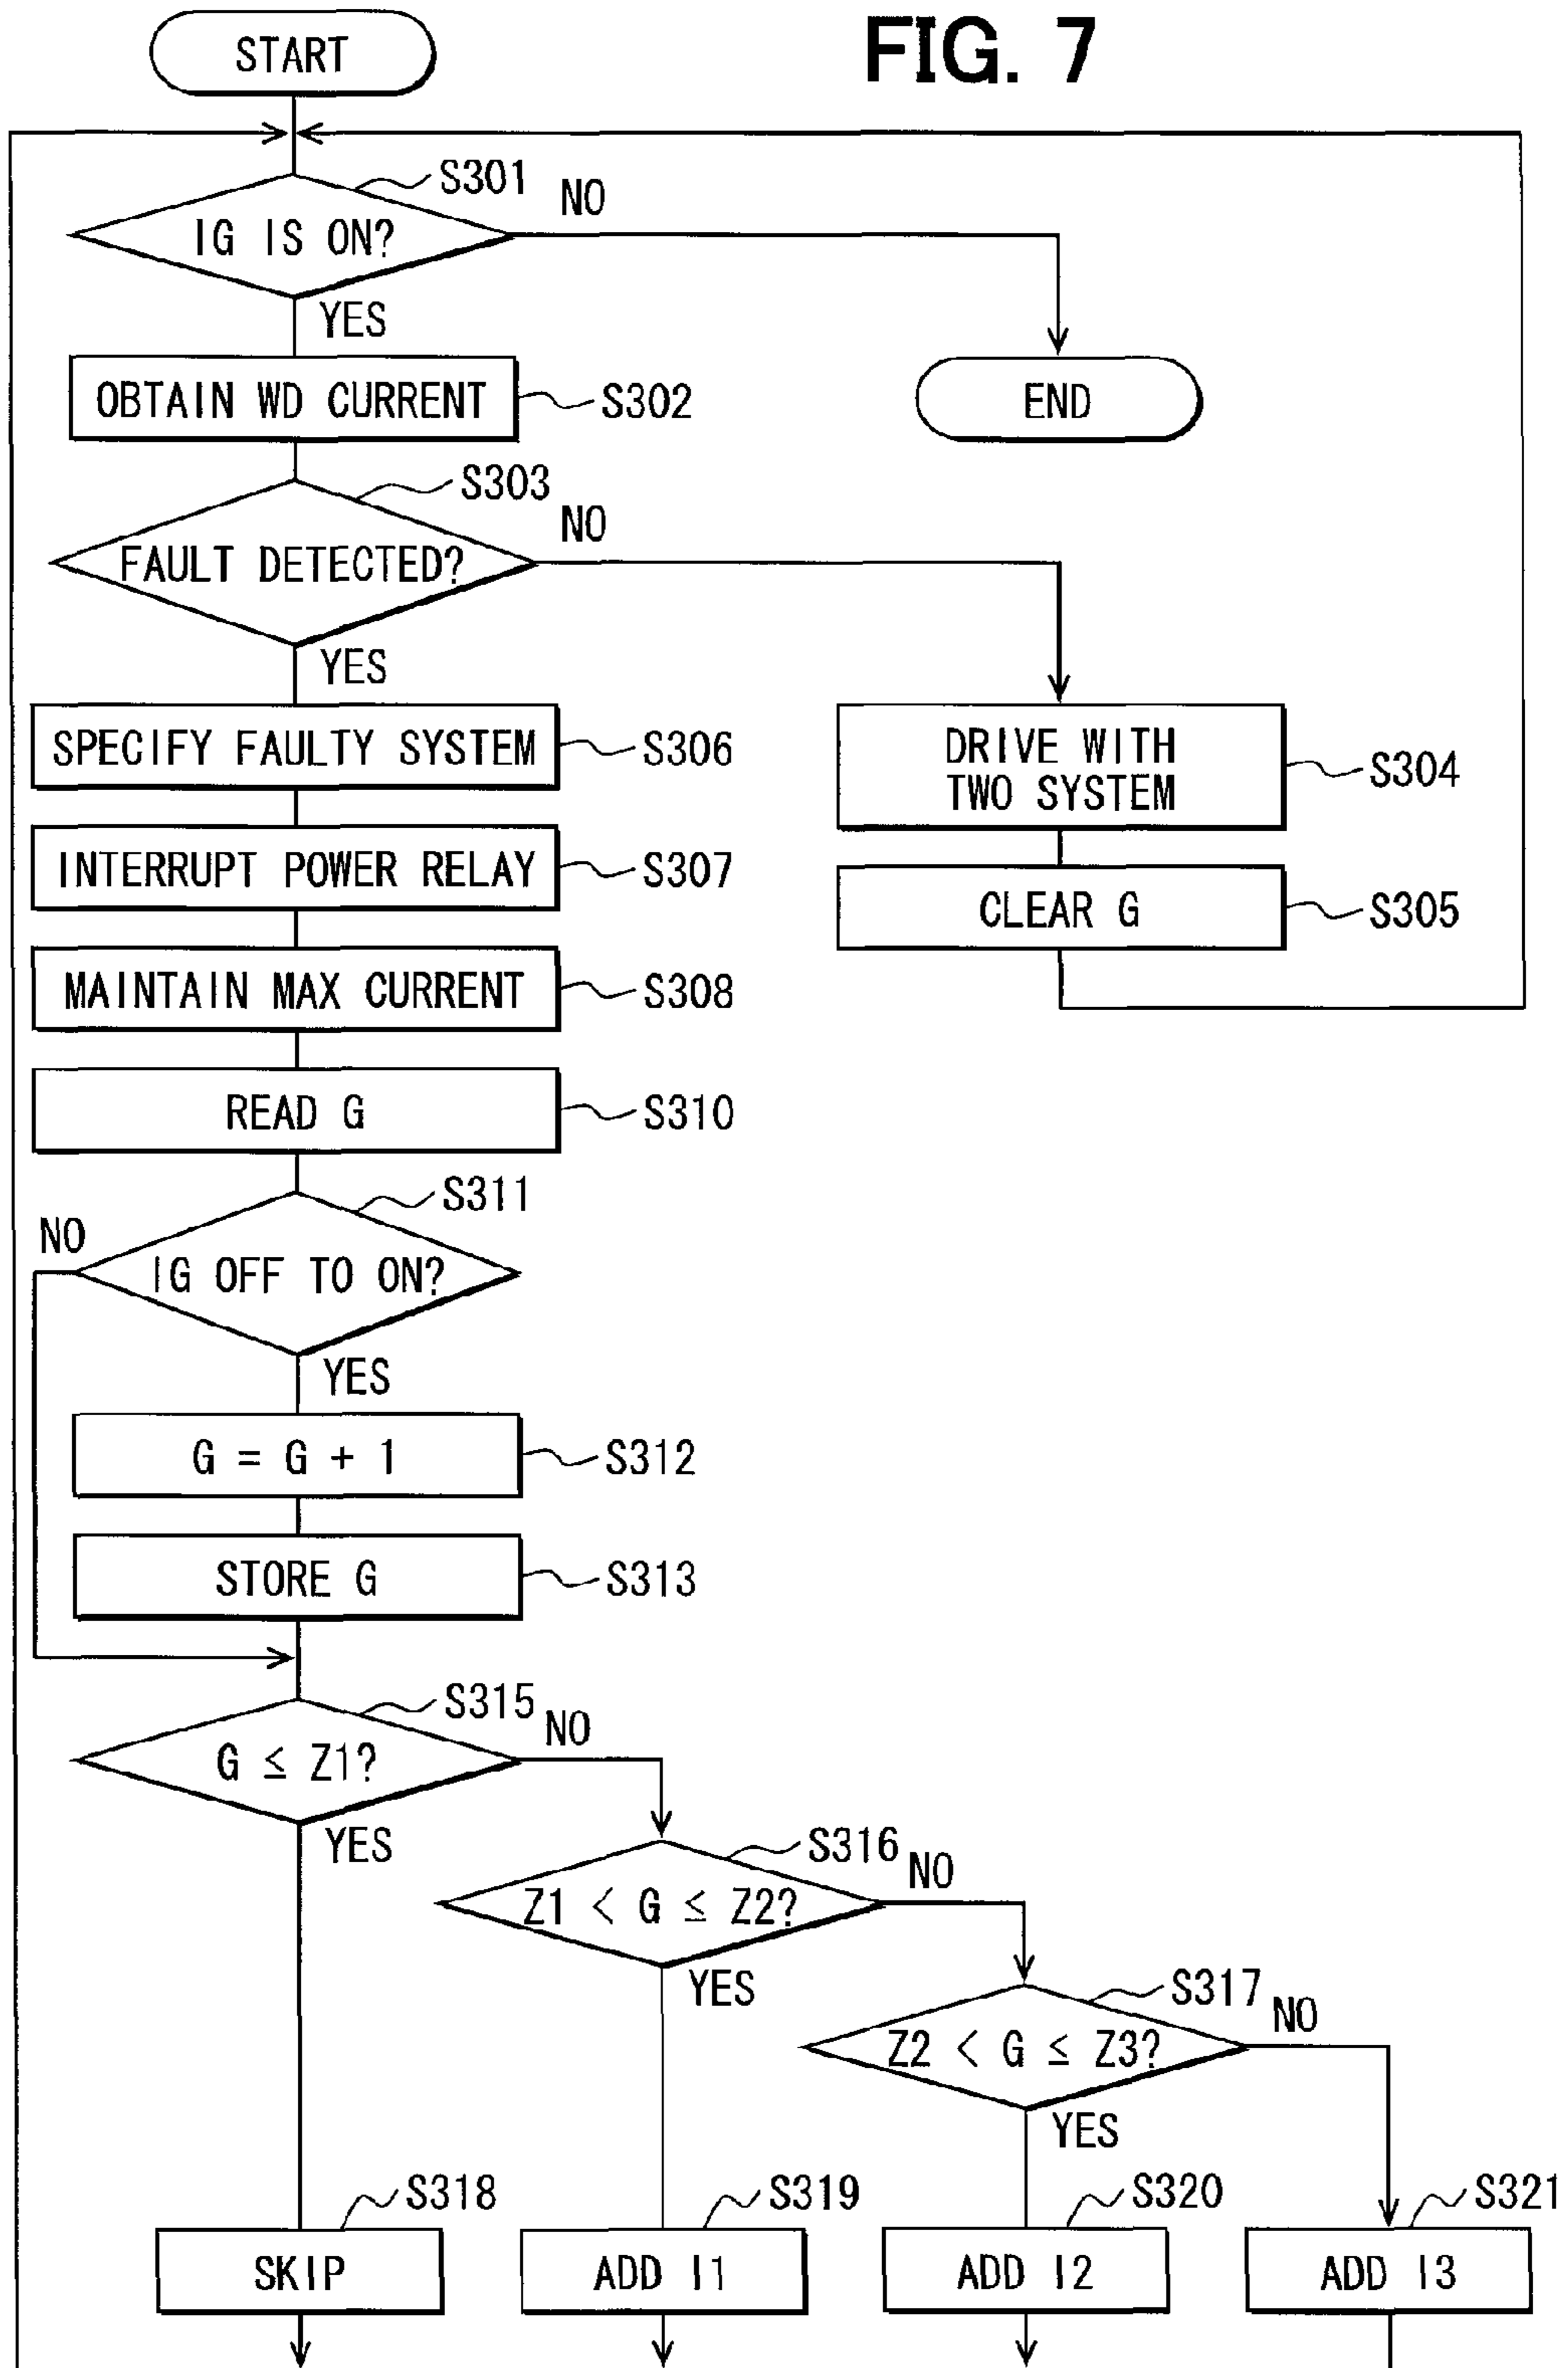 FIG. 7
START
S301
IG IS ON?
NO
YES
OBTAIN WD CURRENT
S302
END
S303
FAULT DETECTED?
NO
YES
SPECIFY FAULTY SYSTEM
S306
DRIVE WITH
TWO SYSTEM
S304
INTERRUPT POWER RELAY
S307
CLEAR G
S305
MAINTAIN MAX CURRENT
S308
READ G
S310
S311
NO
IG OFF TO ON?
YES
G = G + 1
S312
STORE G
S313
S315
NO
G ≤ Z1?
YES
S316
NO
Z1 < G ≤ Z2?
YES
S317
NO
Z2 < G ≤ Z3?
YES
S318
S319
S320
S321
SKIP
ADD I1
ADD I2
ADD I3